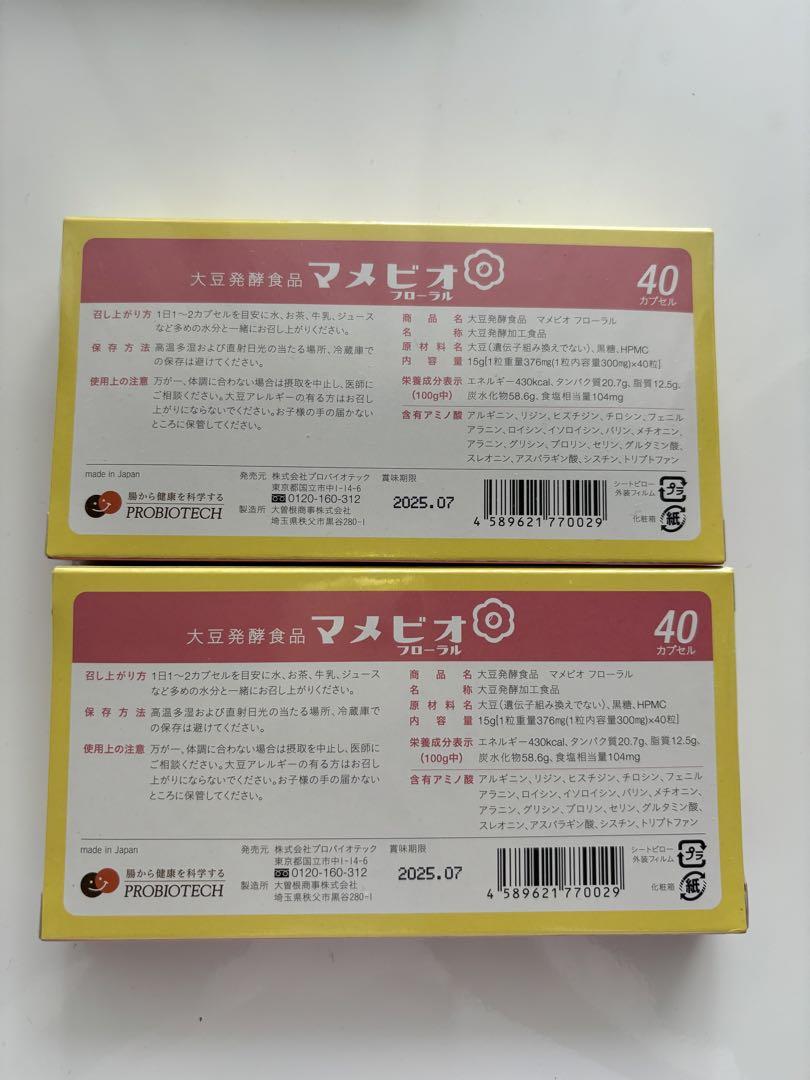 大豆発酵食品 マメビオ
フローラル
40
カプセル
召し上がり方 1日1～2カプセルを目安に水、お茶、牛乳、ジュース
など多めの水分と一緒にお召し上がりください。
保存方法 高温多湿および直射日光の当たる場所、冷蔵庫で
の保存は避けてください。
使用上の注意 万が一、体調に合わない場合は摂取を中止し、医師に
ご相談ください。大豆アレルギーの有る方はお召し
上がりにならないでください。お子様の手の届かない
ところに保管してください。
商品名 大豆発酵食品 マメビオ フローラル
名称 大豆発酵加工食品
原材料名 大豆(遺伝子組み換えでない)、黒糖、HPMC
内容量 15g[1粒重量376mg(1粒内容量300mg)×40粒]
栄養成分表示 エネルギー430kcal、タンパク質20.7g、脂質12.5g、
(100g中) 炭水化物58.6g、食塩相当量104mg
含有アミノ酸 アルギニン、リジン、ヒスチジン、チロシン、フェニル
アラニン、ロイシン、イソロイシン、バリン、メチオニン、
アラニン、グリシン、プロリン、セリン、グルタミン酸、
スレオニン、アスパラギン酸、シスチン、トリプトファン
made in Japan
腸から健康を科学する
PROBIOTECH
発売元 株式会社プロバイオテック
東京都国立市中1-14-6
0120-160-312
製造所 大曽根商事株式会社
埼玉県秩父市黒谷280-1
賞味期限
2025.07
4 589621 770029
シートピロー
外装フィルム
プラ
化粧箱
紙
大豆発酵食品 マメビオ
フローラル
40
カプセル
召し上がり方 1日1～2カプセルを目安に水、お茶、牛乳、ジュース
など多めの水分と一緒にお召し上がりください。
保存方法 高温多湿および直射日光の当たる場所、冷蔵庫で
の保存は避けてください。
使用上の注意 万が一、体調に合わない場合は摂取を中止し、医師に
ご相談ください。大豆アレルギーの有る方はお召し
上がりにならないでください。お子様の手の届かない
ところに保管してください。
商品名 大豆発酵食品 マメビオ フローラル
名称 大豆発酵加工食品
原材料名 大豆(遺伝子組み換えでない)、黒糖、HPMC
内容量 15g[1粒重量376mg(1粒内容量300mg)×40粒]
栄養成分表示 エネルギー430kcal、タンパク質20.7g、脂質12.5g、
(100g中) 炭水化物58.6g、食塩相当量104mg
含有アミノ酸 アルギニン、リジン、ヒスチジン、チロシン、フェニル
アラニン、ロイシン、イソロイシン、バリン、メチオニン、
アラニン、グリシン、プロリン、セリン、グルタミン酸、
スレオニン、アスパラギン酸、シスチン、トリプトファン
made in Japan
腸から健康を科学する
PROBIOTECH
発売元 株式会社プロバイオテック
東京都国立市中1-14-6
0120-160-312
製造所 大曽根商事株式会社
埼玉県秩父市黒谷280-1
賞味期限
2025.07
4 589621 770029
シートピロー
外装フィルム
プラ
化粧箱
紙